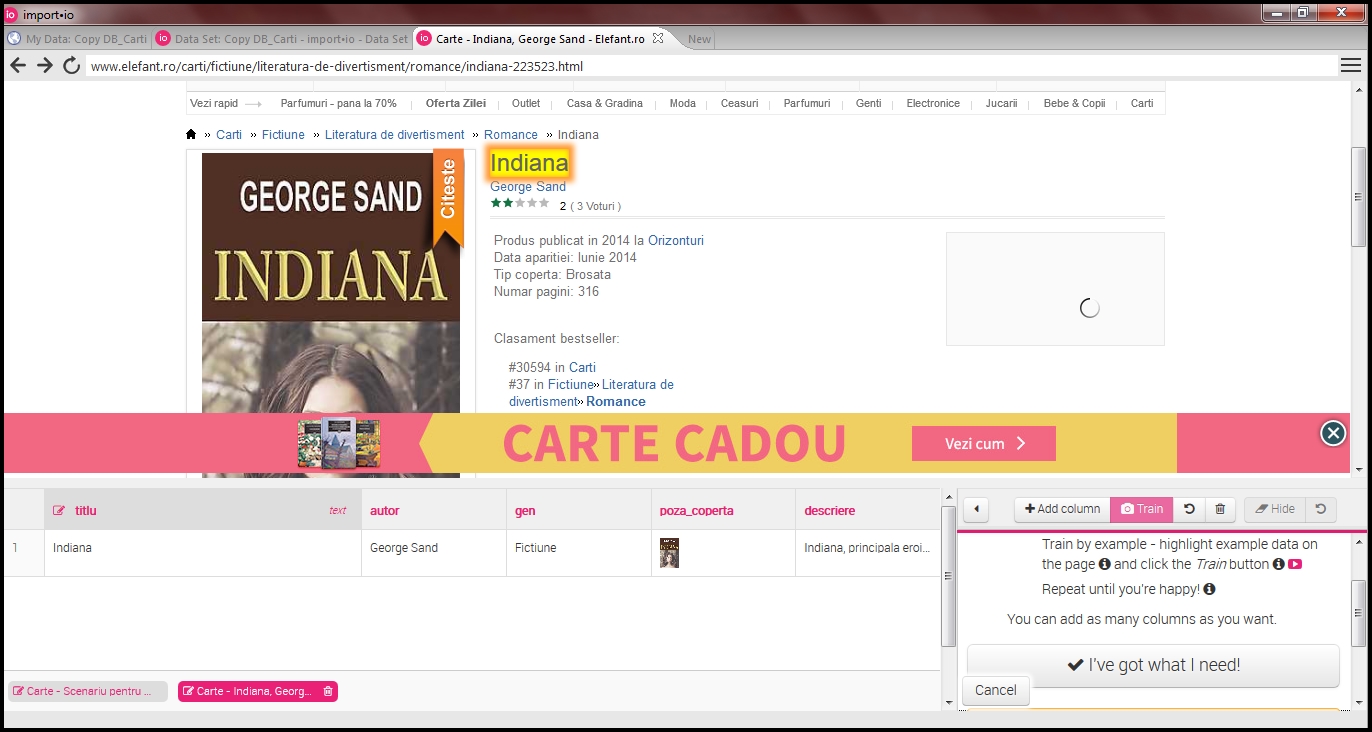 import•io
My Data: Copy DB_Carti
Data Set: Copy DB_Carti - import•io - Data Set
Carte - Indiana, George Sand - Elefant.ro
New
www.elefant.ro/carti/fictiune/literatura-de-divertisment/romance/indiana-223523.html
Vezi rapid Parfumuri - pana la 70% Oferta Zilei Outlet Casa & Gradina Moda Ceasuri Parfumuri Genti Electronice Jucarii Bebe & Copii Carti
» Carti » Fictiune » Literatura de divertisment » Romance » Indiana
GEORGE SAND
INDIANA
Citeste
Indiana
George Sand
2 ( 3 Voturi )
Produs publicat in 2014 la Orizonturi
Data aparitiei: Iunie 2014
Tip coperta: Brosata
Numar pagini: 316
Clasament bestseller:
#30594 in Carti
#37 in Fictiune» Literatura de
divertisment» Romance
CARTE CADOU
Vezi cum
titlu text autor gen poza_coperta descriere
1 Indiana George Sand Fictiune Indiana, principala eroi...
Carte - Scenariu pentru ...
Carte - Indiana, Georg...
Add column Train Hide
Train by example - highlight example data on
the page and click the Train button
Repeat until you're happy!
You can add as many columns as you want.
I've got what I need!
Cancel